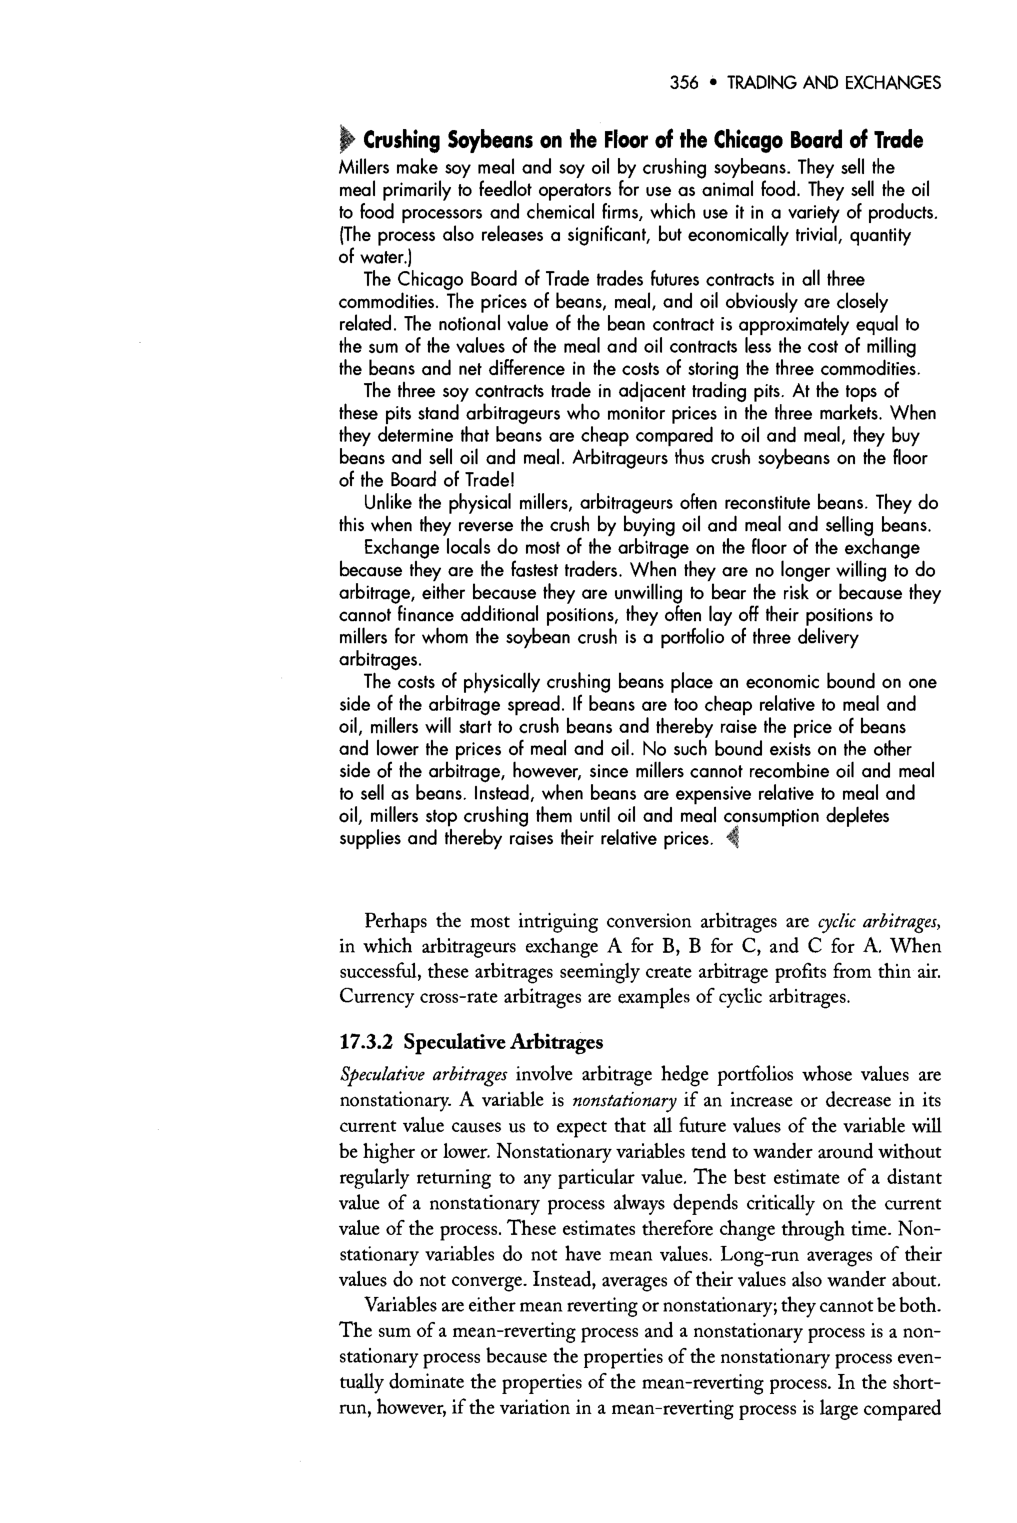 356 • TRADING AND EXCHANGES
Crushing Soybeans on the Floor of the Chicago Board of Trade
Millers make soy meal and soy oil by crushing soybeans. They sell the
meal primarily to feedlot operators for use as animal food. They sell the oil
to food processors and chemical firms, which use it in a variety of products.
(The process also releases a significant, but economically trivial, quantity
of water.)
The Chicago Board of Trade trades futures contracts in all three
commodities. The prices of beans, meal, and oil obviously are closely
related. The notional value of the bean contract is approximately equal to
the sum of the values of the meal and oil contracts less the cost of milling
the beans and net difference in the costs of storing the three commodities.
The three soy contracts trade in adjacent trading pits. At the tops of
these pits stand arbitrageurs who monitor prices in the three markets. When
they determine that beans are cheap compared to oil and meal, they buy
beans and sell oil and meal. Arbitrageurs thus crush soybeans on the floor
of the Board of Trade!
Unlike the physical millers, arbitrageurs often reconstitute beans. They do
this when they reverse the crush by buying oil and meal and selling beans.
Exchange locals do most of the arbitrage on the floor of the exchange
because they are the fastest traders. When they are no longer willing to do
arbitrage, either because they are unwilling to bear the risk or because they
cannot finance additional positions, they often lay off their positions to
millers for whom the soybean crush is a portfolio of three delivery
arbitrages.
The costs of physically crushing beans place an economic bound on one
side of the arbitrage spread. If beans are too cheap relative to meal and
oil, millers will start to crush beans and thereby raise the price of beans
and lower the prices of meal and oil. No such bound exists on the other
side of the arbitrage, however, since millers cannot recombine oil and meal
to sell as beans. Instead, when beans are expensive relative to meal and
oil, millers stop crushing them until oil and meal consumption depletes
supplies and thereby raises their relative prices.
Perhaps the most intriguing conversion arbitrages are cyclic arbitrages,
in which arbitrageurs exchange A for B, B for C, and C for A. When
successful, these arbitrages seemingly create arbitrage profits from thin air.
Currency cross-rate arbitrages are examples of cyclic arbitrages.
17.3.2 Speculative Arbitrages
Speculative arbitrages involve arbitrage hedge portfolios whose values are
nonstationary. A variable is nonstationary if an increase or decrease in its
current value causes us to expect that all future values of the variable will
be higher or lower. Nonstationary variables tend to wander around without
regularly returning to any particular value. The best estimate of a distant
value of a nonstationary process always depends critically on the current
value of the process. These estimates therefore change through time. Non-
stationary variables do not have mean values. Long-run averages of their
values do not converge. Instead, averages of their values also wander about.
Variables are either mean reverting or nonstationary; they cannot be both.
The sum of a mean-reverting process and a nonstationary process is a non-
stationary process because the properties of the nonstationary process even-
tually dominate the properties of the mean-reverting process. In the short-
run, however, if the variation in a mean-reverting process is large compared